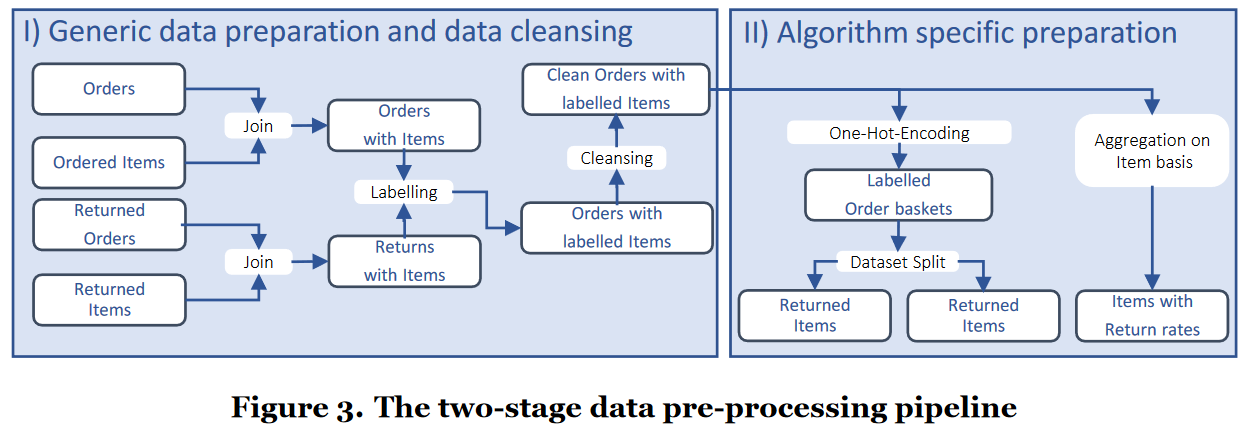 I) Generic data preparation and data cleansing
Orders
Ordered Items
Join
Orders
with Items
Returned
Orders
Returned
Items
Join
Returns
with Items
Labelling
Orders with
labelled Items
Cleansing
Clean Orders with
labelled Items
II) Algorithm specific preparation
One-Hot-Encoding
Labelled
Order baskets
Dataset Split
Returned
Items
Returned
Items
Aggregation on
Item basis
Items with
Return rates
Figure 3. The two-stage data pre-processing pipeline